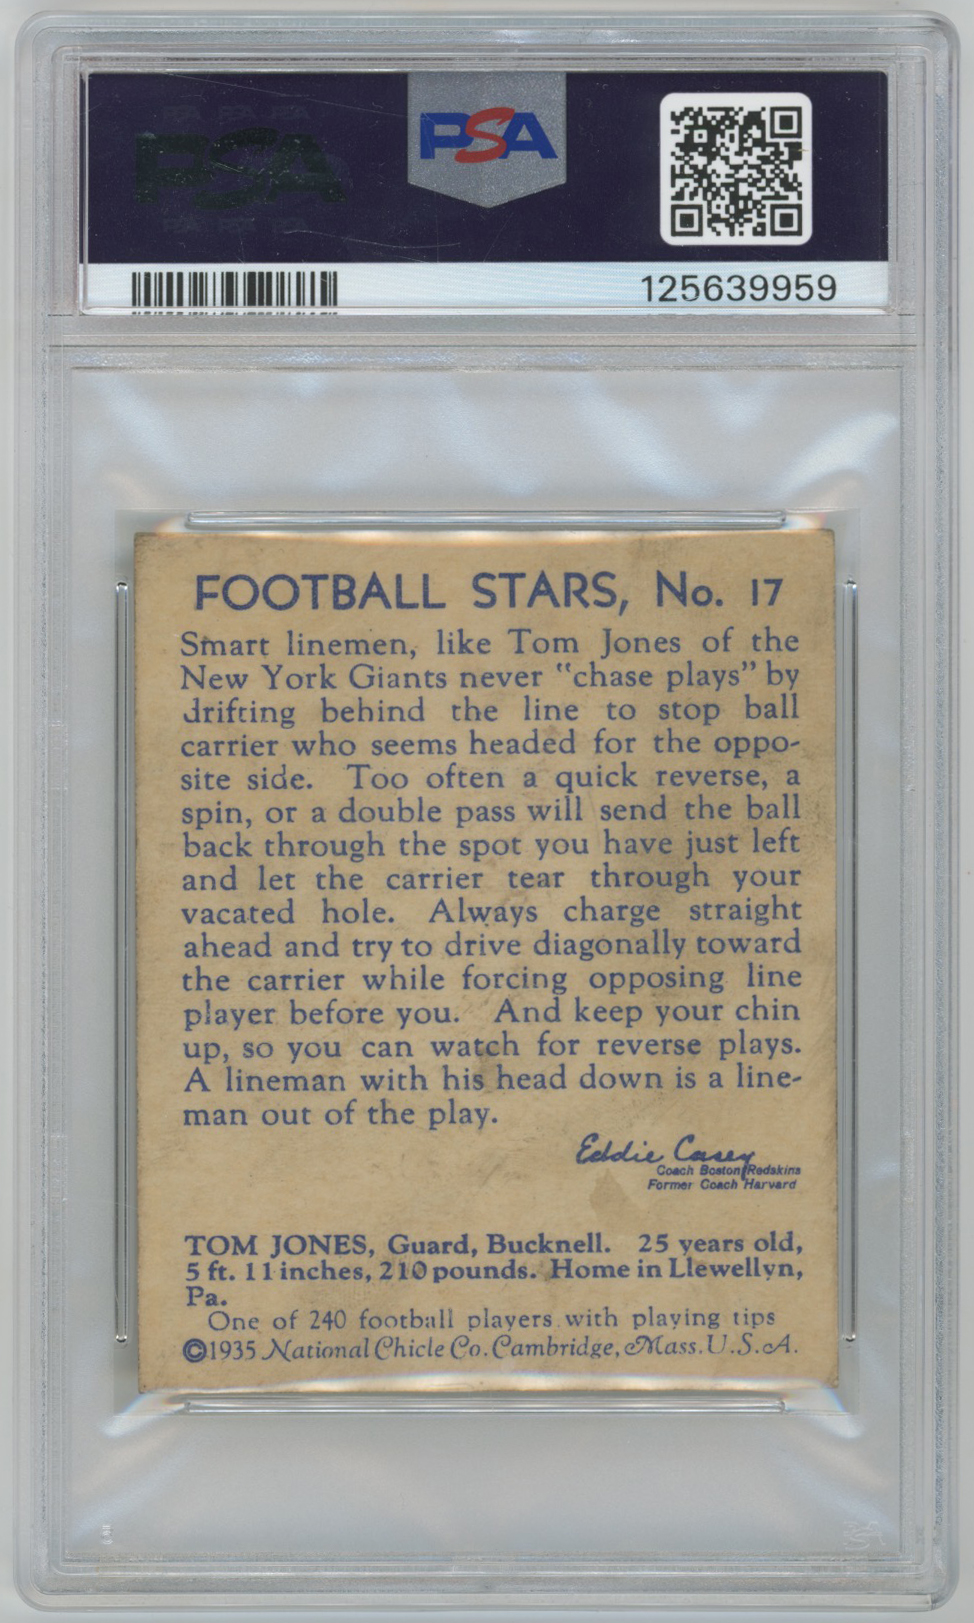 PSA
125639959
FOOTBALL STARS, No. 17
Smart linemen, like Tom Jones of the
New York Giants never "chase plays" by
drifting behind the line to stop ball
carrier who seems headed for the oppo-
site side. Too often a quick reverse, a
spin, or a double pass will send the ball
back through the spot you have just left
and let the carrier tear through your
vacated hole. Always charge straight
ahead and try to drive diagonally toward
the carrier while forcing opposing line
player before you. And keep your chin
up, so you can watch for reverse plays.
A lineman with his head down is a line-
man out of the play.
Eddie Casey
Coach Boston Redskins
Former Coach Harvard
TOM JONES, Guard, Bucknell. 25 years old,
5 ft. 11 inches, 210 pounds. Home in Llewellyn,
Pa.
One of 240 football players with playing tips
©1935 National Chicle Co. Cambridge, Mass. U.S.A.